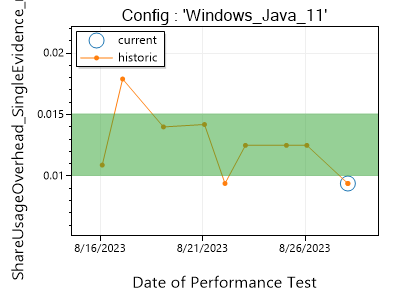 Config : 'Windows_Java_11'
current
historic
ShareUsageOverhead_SingleEvidence_
0.02
0.015
0.01
8/16/2023
8/21/2023
8/26/2023
Date of Performance Test